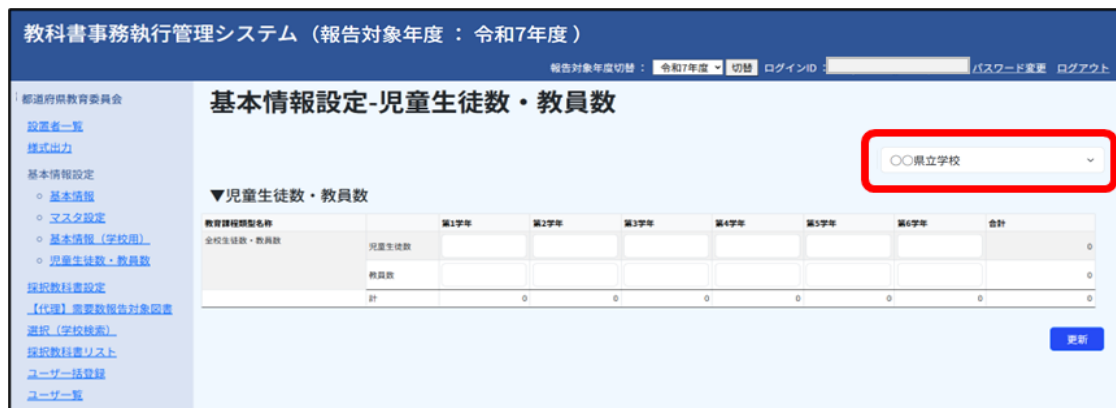 教科書事務執行管理システム（報告対象年度 ： 令和7年度 ）
報告対象年度切替 ： 令和7年度 切替 ログインID : パスワード変更 ログアウト
都道府県教育委員会
設置者一覧
様式出力
基本情報設定
基本情報
マスタ設定
基本情報（学校用）
児童生徒数・教員数
採択教科書設定
【代理】需要数報告対象図書
選択（学校検索）
採択教科書リスト
ユーザー括登録
ユーザー覧
基本情報設定-児童生徒数・教員数
〇〇県立学校
▼児童生徒数・教員数
教育課程類型名称 第1学年 第2学年 第3学年 第4学年 第5学年 第6学年 合計
全校生徒数・教員数 児童生徒数 0
教員数 0
計 0 0 0 0 0 0 0
更新